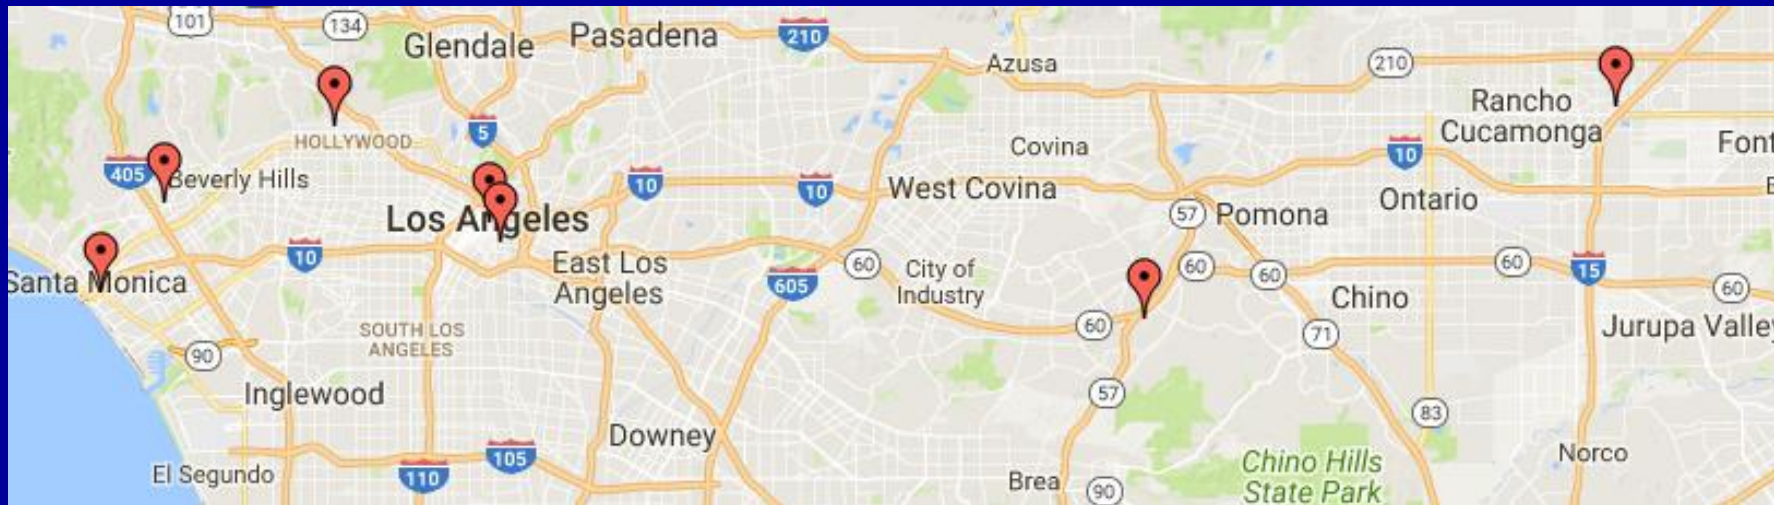 101
134
Glendale
Pasadena
210
Azusa
210
Rancho
Cucamonga
5
HOLLYWOOD
Covina
10
Font
405
Beverly Hills
10
10
West Covina
Ontario
57
Pomona
Los Angeles
10
East Los
Angeles
60
City of
Industry
60
60
60
15
Santa Monica
605
Chino
60
SOUTH LOS
ANGELES
60
71
Jurupa Valley
90
Inglewood
57
83
Downey
105
Norco
El Segundo
110
Brea
90
Chino Hills
State Park